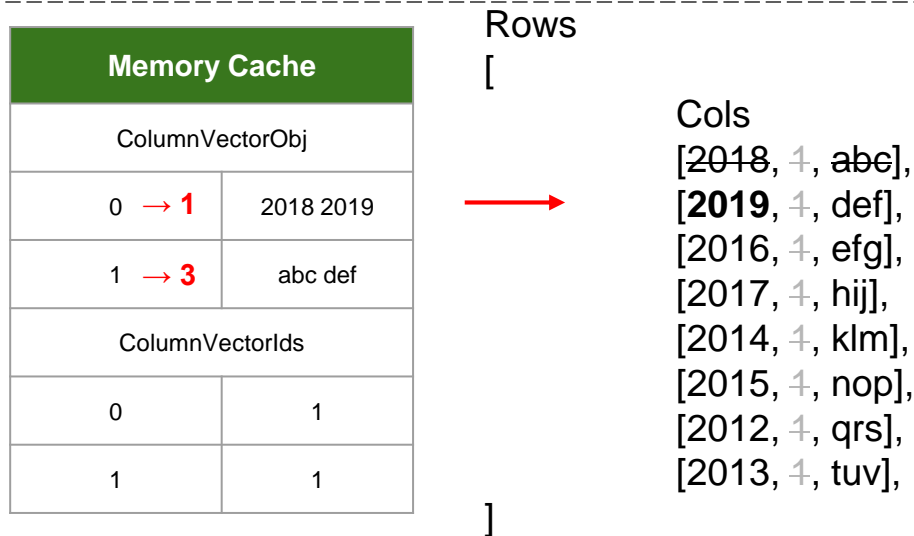 Memory Cache
ColumnVectorObj
0 → 1 2018 2019
1 → 3 abc def
ColumnVectorIds
0 1
1 1
Rows
[
Cols
[2018, 1, abc],
[2019, 1, def],
[2016, 1, efg],
[2017, 1, hij],
[2014, 1, klm],
[2015, 1, nop],
[2012, 1, qrs],
[2013, 1, tuv],
]